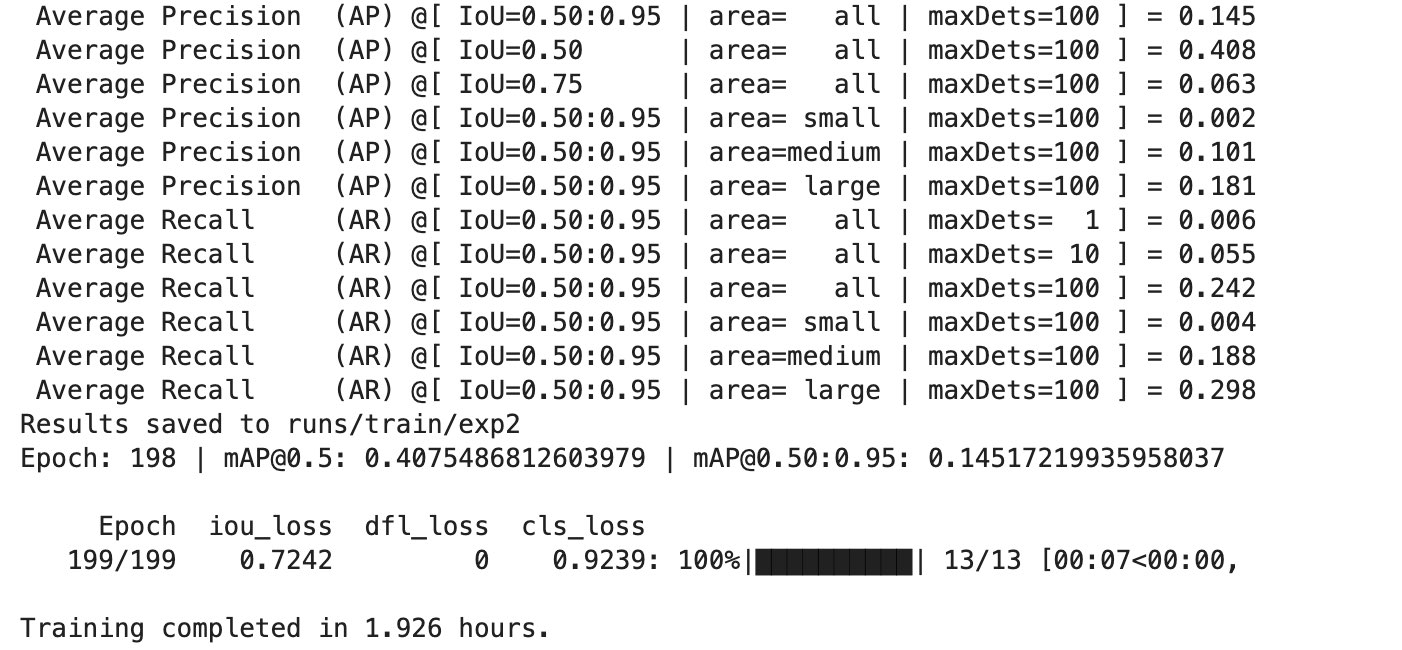 Average Precision  (AP) @[ IoU=0.50:0.95 | area=   all | maxDets=100 ] = 0.145
Average Precision  (AP) @[ IoU=0.50      | area=   all | maxDets=100 ] = 0.408
Average Precision  (AP) @[ IoU=0.75      | area=   all | maxDets=100 ] = 0.063
Average Precision  (AP) @[ IoU=0.50:0.95 | area= small | maxDets=100 ] = 0.002
Average Precision  (AP) @[ IoU=0.50:0.95 | area=medium | maxDets=100 ] = 0.101
Average Precision  (AP) @[ IoU=0.50:0.95 | area= large | maxDets=100 ] = 0.181
Average Recall     (AR) @[ IoU=0.50:0.95 | area=   all | maxDets=  1 ] = 0.006
Average Recall     (AR) @[ IoU=0.50:0.95 | area=   all | maxDets= 10 ] = 0.055
Average Recall     (AR) @[ IoU=0.50:0.95 | area=   all | maxDets=100 ] = 0.242
Average Recall     (AR) @[ IoU=0.50:0.95 | area= small | maxDets=100 ] = 0.004
Average Recall     (AR) @[ IoU=0.50:0.95 | area=medium | maxDets=100 ] = 0.188
Average Recall     (AR) @[ IoU=0.50:0.95 | area= large | maxDets=100 ] = 0.298
Results saved to runs/train/exp2
Epoch: 198 | mAP@0.5: 0.4075486812603979 | mAP@0.50:0.95: 0.14517219935958037
Epoch  iou_loss  dfl_loss  cls_loss
199/199    0.7242         0    0.9239: 100%|██████████| 13/13 [00:07<00:00,
Training completed in 1.926 hours.